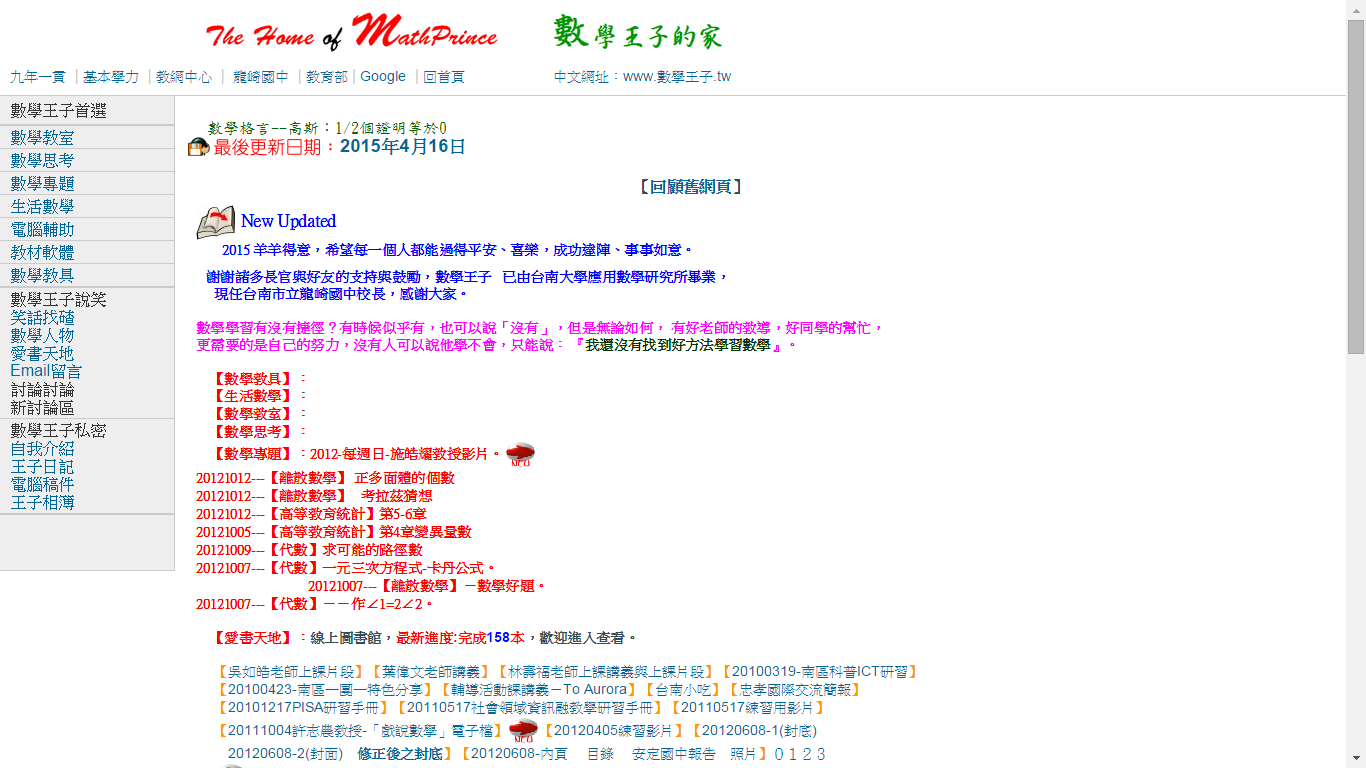 The Home of MathPrince 數學王子的家
九年一貫 | 基本學力 | 教網中心 | 龍崎國中 | 教育部 | Google | 回首頁 中文網址：www.數學王子.tw
數學王子首選
數學教室
數學思考
數學專題
生活數學
電腦輔助
教材軟體
數學教具
數學王子說笑
笑話找碴
數學人物
愛書天地
Email留言
討論討論
新討論區
數學王子私密
自我介紹
王子日記
電腦稿件
王子相簿
數學格言--高斯：1/2個證明等於0
最後更新日期：2015年4月16日
【回顧舊網頁】
New Updated
2015 羊羊得意，希望每一個人都能過得平安、喜樂，成功達陣、事事如意。
謝謝諸多長官與好友的支持與鼓勵，數學王子 已由台南大學應用數學研究所畢業，
現任台南市立龍崎國中校長，感謝大家。
數學學習有沒有捷徑？有時候似乎有，也可以說「沒有」，但是無論如何， 有好老師的教導，好同學的幫忙，
更需要的是自己的努力，沒有人可以說他學不會，只能說：『我還沒有找到好方法學習數學』。
【數學教具】：
【生活數學】：
【數學教室】：
【數學思考】：
【數學專題】：2012-每週日-施皓耀教授影片。 NEW
20121012---【離散數學】 正多面體的個數
20121012---【離散數學】 考拉茲猜想
20121012---【高等教育統計】第5-6章
20121005---【高等教育統計】第4章變異量數
20121009---【代數】求可能的路徑數
20121007---【代數】一元三次方程式-卡丹公式。
20121007---【離散數學】－數學好題。
20121007---【代數】－－作∠1=2∠2。
【愛書天地】：線上圖書館，最新進度:完成158本，歡迎進入查看。
【吳如皓老師上課片段】【葉偉文老師講義】【林壽福老師上課講義與上課片段】【20100319-南區科普ICT研習】
【20100423-南區一團一特色分享】【輔導活動課講義－To Aurora】【台南小吃】【忠孝國際交流簡報】
【20101217PISA研習手冊】【20110517社會領域資訊融教學研習手冊】【20110517練習用影片】
【20111004許志農教授-「戲說數學」電子檔】 NEW 【20120405練習影片】【20120608-1(封底)
20120608-2(封面) 修正後之封底】【20120608-內頁 目錄 安定國中報告 照片】０１２３